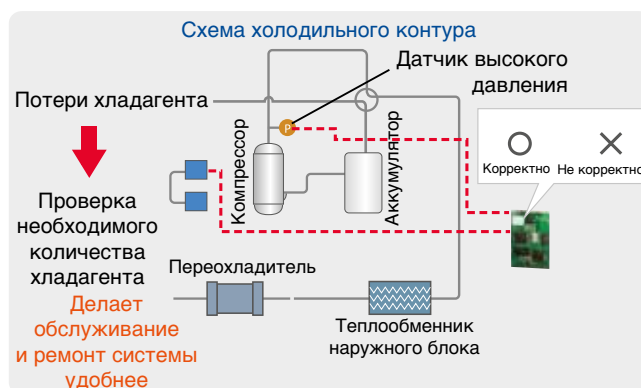 Схема холодильного контура
Датчик высокого
давления
Потери хладагента
P
Компрессор
Аккумулятор
Корректно
Не корректно
Проверка
необходимого
количества
хладагента
Делает
обслуживание
и ремонт системы
удобнее
Переохладитель
Теплообменник
наружного блока